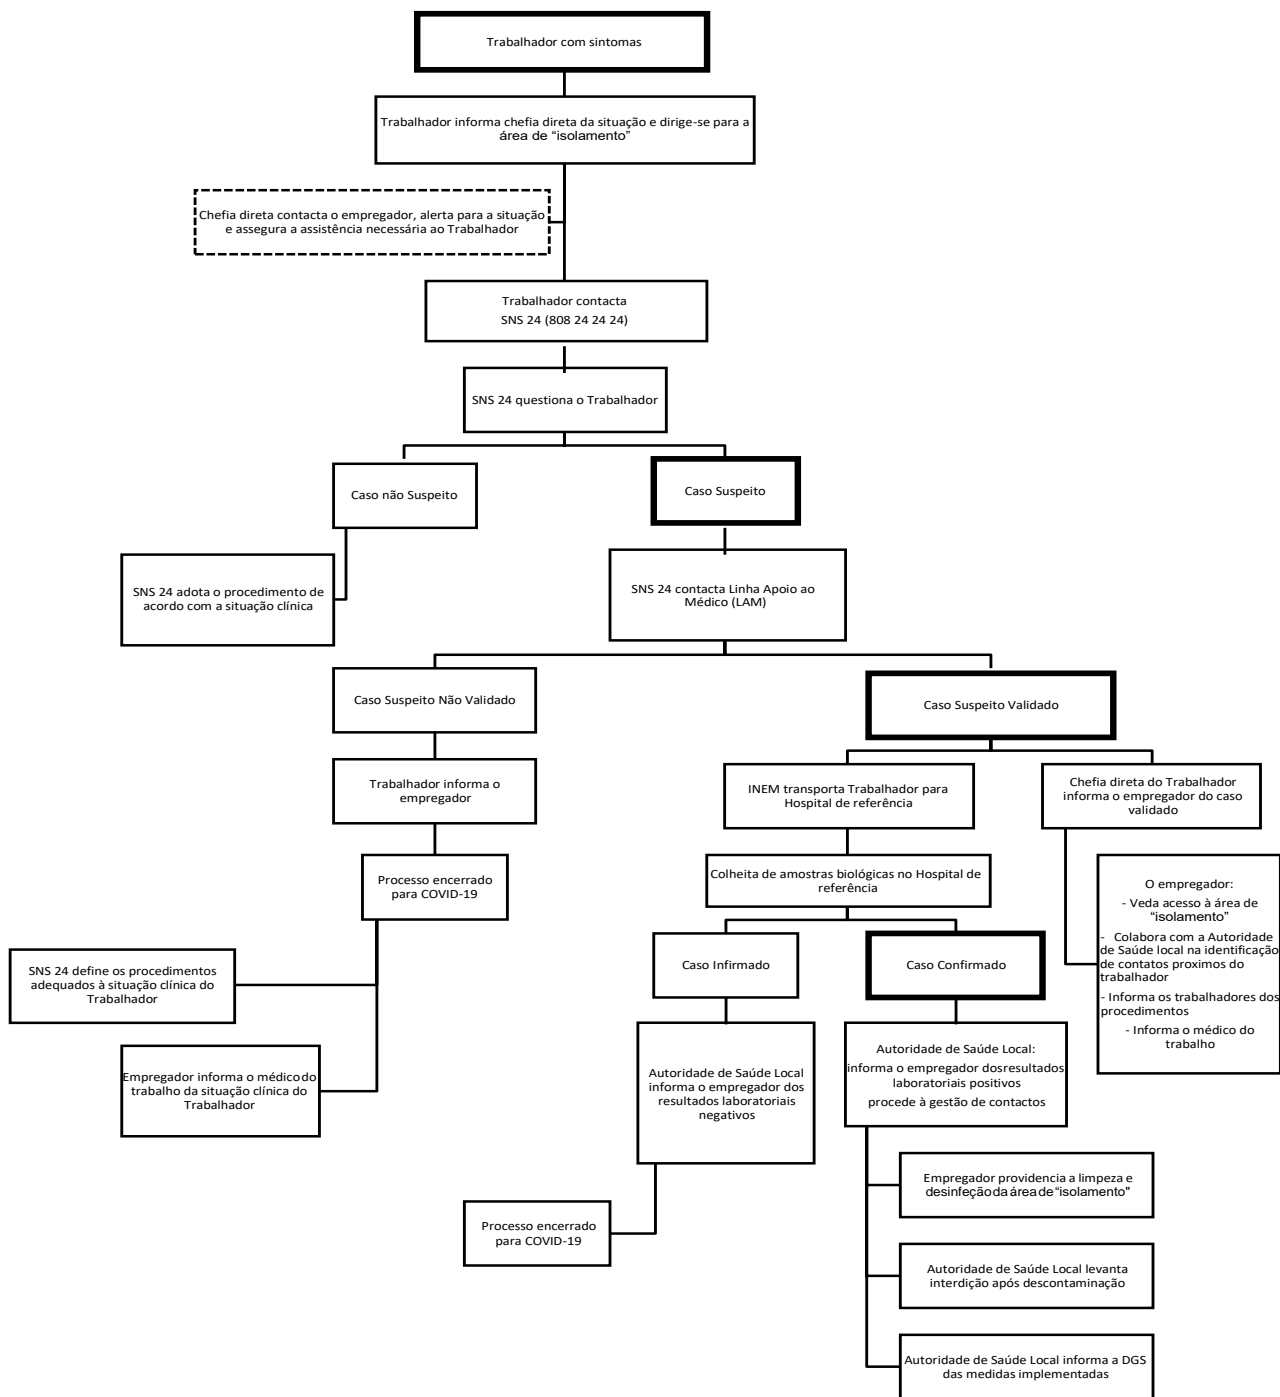 Trabalhador com sintomas
Trabalhador informa chefia direta da situação e dirige-se para a
área de “isolamento”
Chefia direta contacta o empregador, alerta para a situação
e assegura a assistência necessária ao Trabalhador
Trabalhador contacta
SNS 24 (808 24 24 24)
SNS 24 questiona o Trabalhador
Caso não Suspeito
Caso Suspeito
SNS 24 adota o procedimento de
acordo com a situação clínica
SNS 24 contacta Linha Apoio ao
Médico (LAM)
Caso Suspeito Não Validado
Caso Suspeito Validado
Trabalhador informa o
empregador
INEM transporta Trabalhador para
Hospital de referência
Chefia direta do Trabalhador
informa o empregador do caso
validado
Processo encerrado
para COVID-19
Colheita de amostras biológicas no Hospital de
referência
O empregador:
- Veda acesso à área de
“isolamento”
- Colabora com a Autoridade
de Saúde local na identificação
de contatos proximos do
trabalhador
- Informa os trabalhadores dos
procedimentos
- Informa o médico do
trabalho
SNS 24 define os procedimentos
adequados à situação clínica do
Trabalhador
Caso Infirmado
Caso Confirmado
Empregador informa o médico do
trabalho da situação clínica do
Trabalhador
Autoridade de Saúde Local
informa o empregador dos
resultados laboratoriais
negativos
Autoridade de Saúde Local:
informa o empregador dosresultados
laboratoriais positivos
procede à gestão de contactos
Processo encerrado
para COVID-19
Empregador providencia a limpeza e
desinfeção da área de “isolamento”
Autoridade de Saúde Local levanta
interdição após descontaminação
Autoridade de Saúde Local informa a DGS
das medidas implementadas